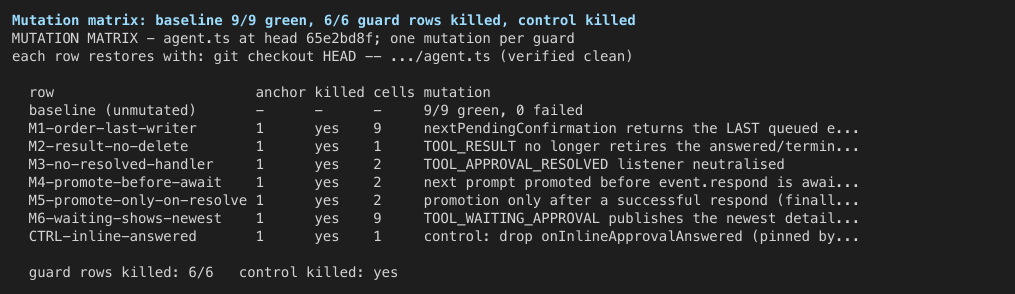 Mutation matrix: baseline 9/9 green, 6/6 guard rows killed, control killed
MUTATION MATRIX — agent.ts at head 65e2bd8f; one mutation per guard
each row restores with: git checkout HEAD -- .../agent.ts (verified clean)
row anchor killed cells mutation
baseline (unmutated) — — — 9/9 green, 0 failed
M1-order-last-writer 1 yes 9 nextPendingConfirmation returns the LAST queued e...
M2-result-no-delete 1 yes 1 TOOL_RESULT no longer retires the answered/termin...
M3-no-resolved-handler 1 yes 2 TOOL_APPROVAL_RESOLVED listener neutralised
M4-promote-before-await 1 yes 2 next prompt promoted before event.respond is awai...
M5-promote-only-on-resolve 1 yes 2 promotion only after a successful respond (finall...
M6-waiting-shows-newest 1 yes 9 TOOL_WAITING_APPROVAL publishes the newest detail...
CTRL-inline-answered 1 yes 1 control: drop onInlineApprovalAnswered (pinned by...
guard rows killed: 6/6 control killed: yes